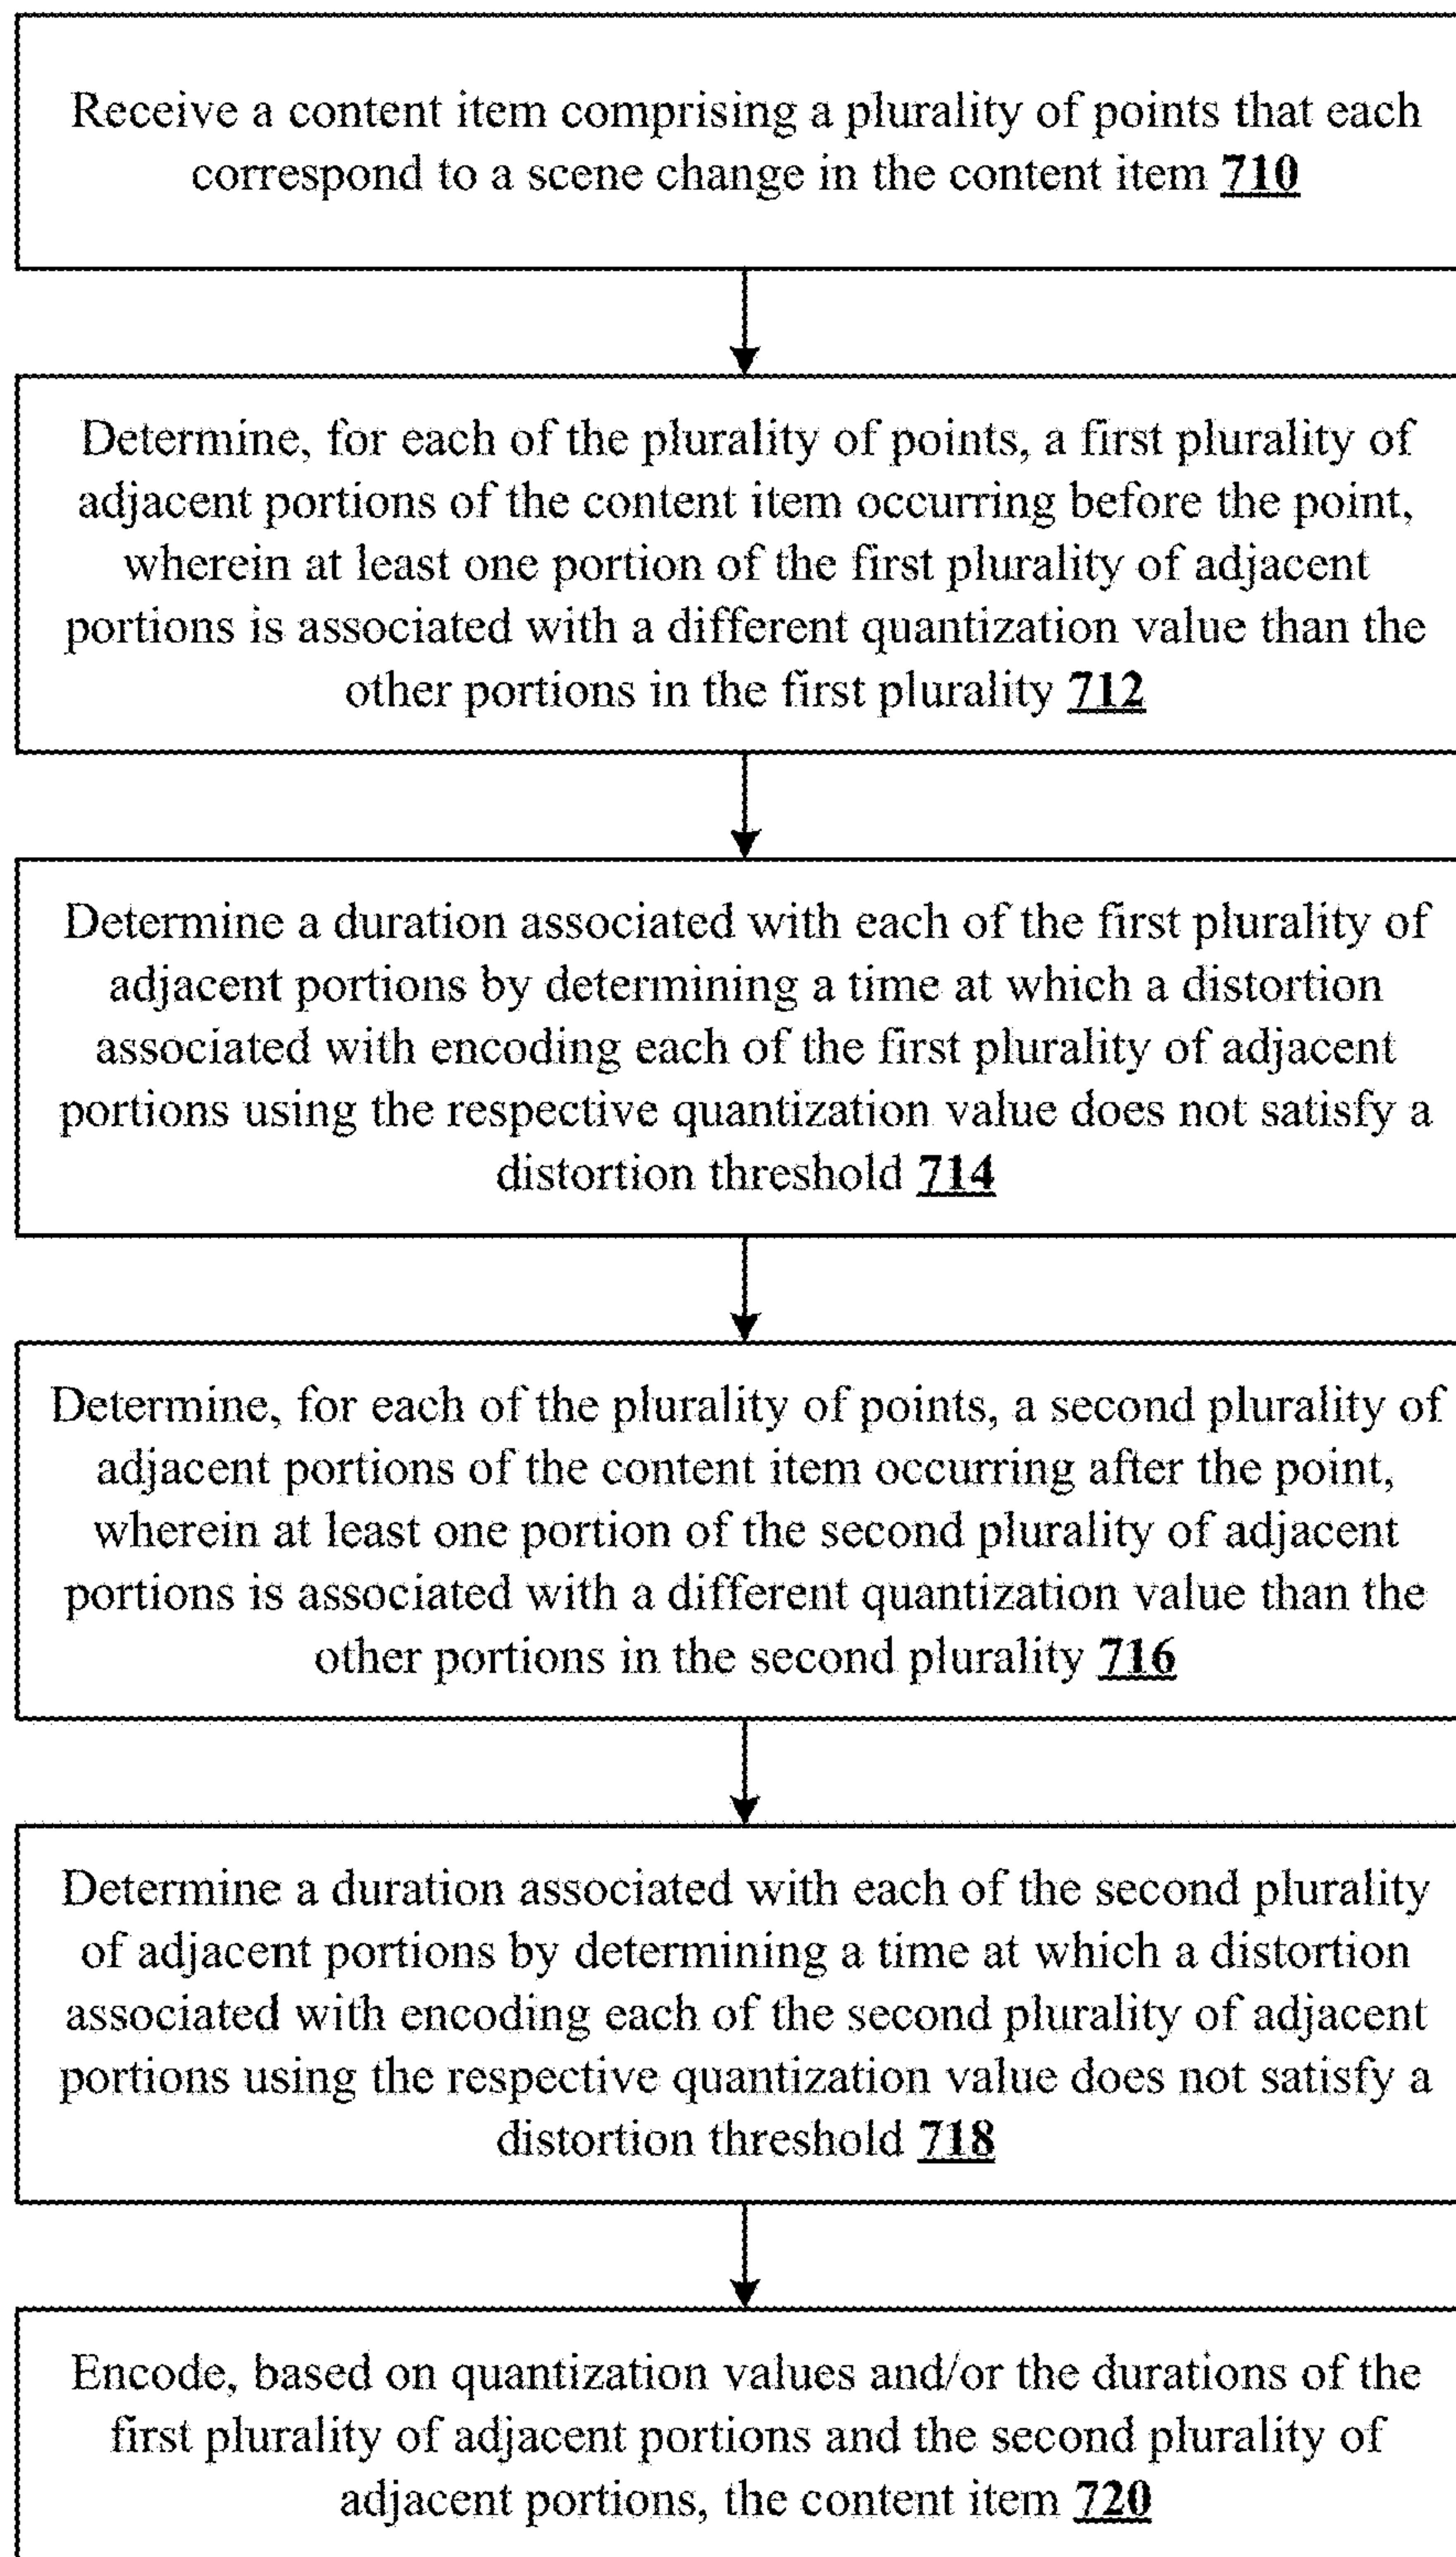 Receive a content item comprising a plurality of points that each
correspond to a scene change in the content item 710
Determine, for each of the plurality of points, a first plurality of
adjacent portions of the content item occurring before the point,
wherein at least one portion of the first plurality of adjacent
portions is associated with a different quantization value than the
other portions in the first plurality 712
Determine a duration associated with each of the first plurality of
adjacent portions by determining a time at which a distortion
associated with encoding each of the first plurality of adjacent
portions using the respective quantization value does not satisfy a
distortion threshold 714
Determine, for each of the plurality of points, a second plurality of
adjacent portions of the content item occurring after the point,
wherein at least one portion of the second plurality of adjacent
portions is associated with a different quantization value than the
other portions in the second plurality 716
Determine a duration associated with each of the second plurality
of adjacent portions by determining a time at which a distortion
associated with encoding each of the second plurality of adjacent
portions using the respective quantization value does not satisfy a
distortion threshold 718
Encode, based on quantization values and/or the durations of the
first plurality of adjacent portions and the second plurality of
adjacent portions, the content item 720